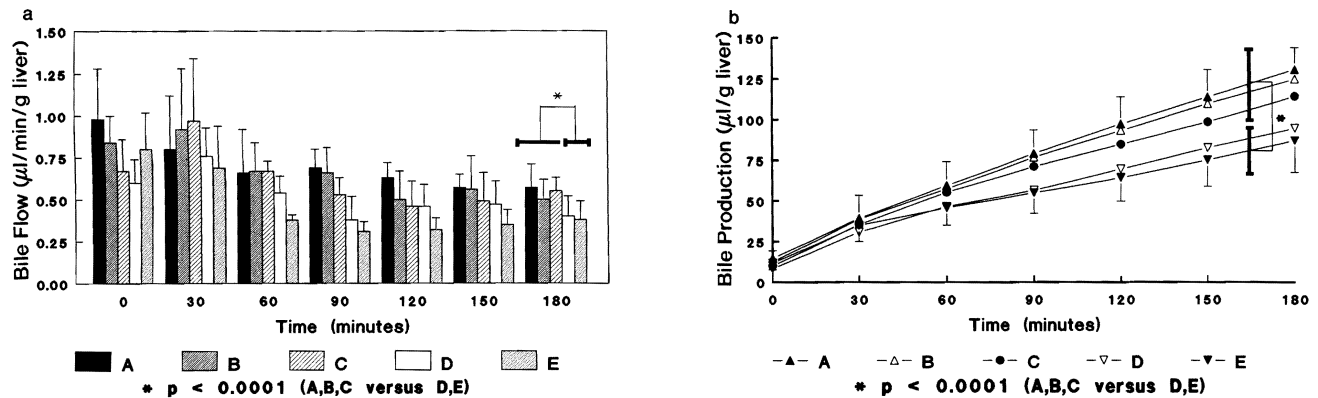 a
1.50
1.25
1.00
0.75
0.50
0.25
0.00
Bile Flow (µl/min/g liver)
*
0 30 60 90 120 150 180
Time (minutes)
A B C D E
* p < 0.0001 (A,B,C versus D,E)
b
150
125
100
75
50
25
0
Bile Production (µl/g liver)
*
0 30 60 90 120 150 180
Time (minutes)
A B C D E
* p < 0.0001 (A,B,C versus D,E)